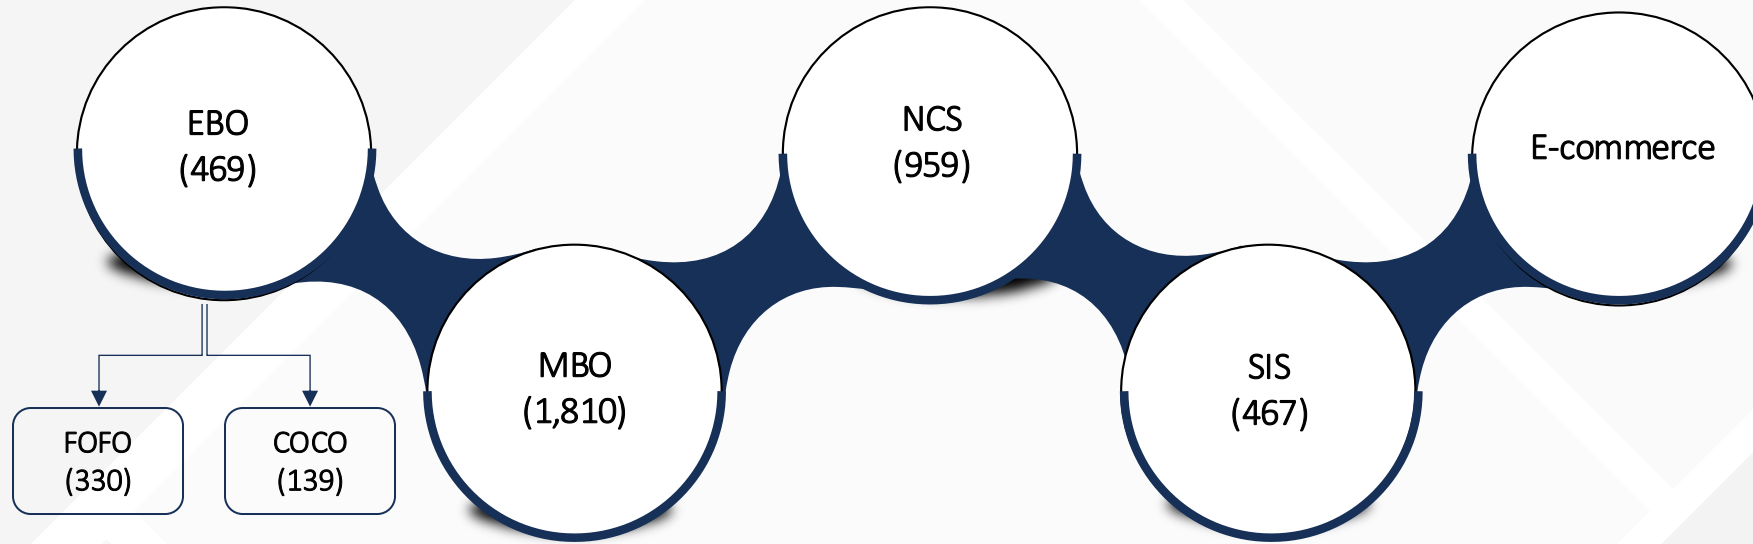 EBO
(469)
NCS
(959)
E-commerce
MBO
(1,810)
SIS
(467)
FOFO
(330)
COCO
(139)